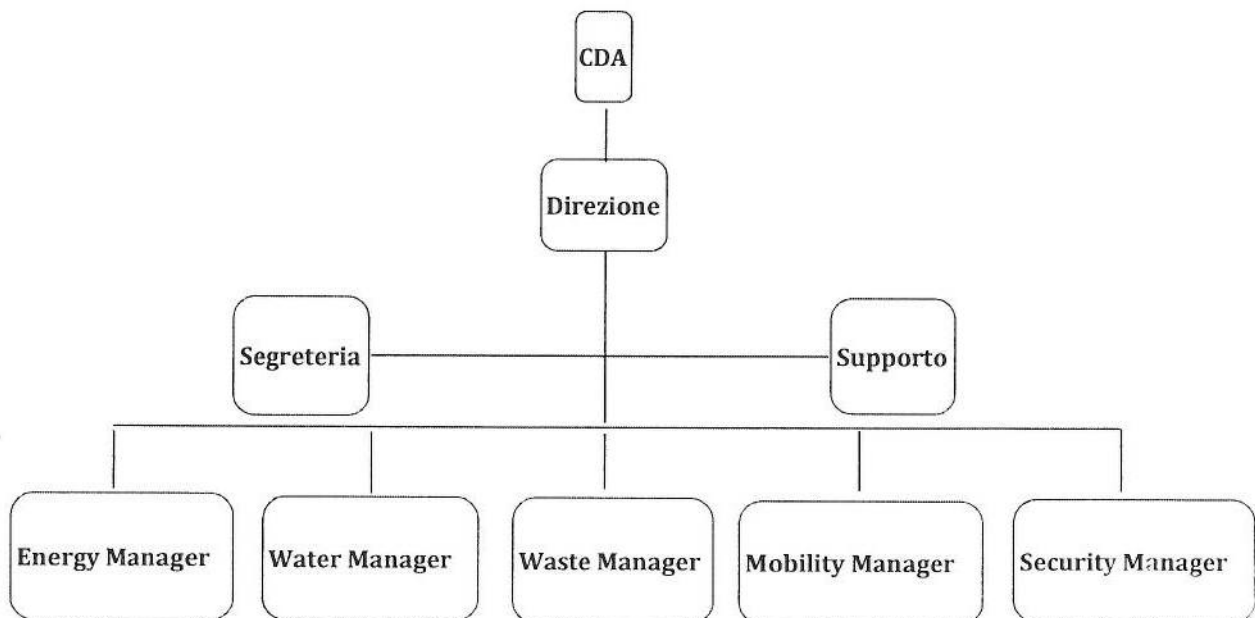 CDA
Direzione
Segreteria
Supporto
Energy Manager
Water Manager
Waste Manager
Mobility Manager
Security Manager